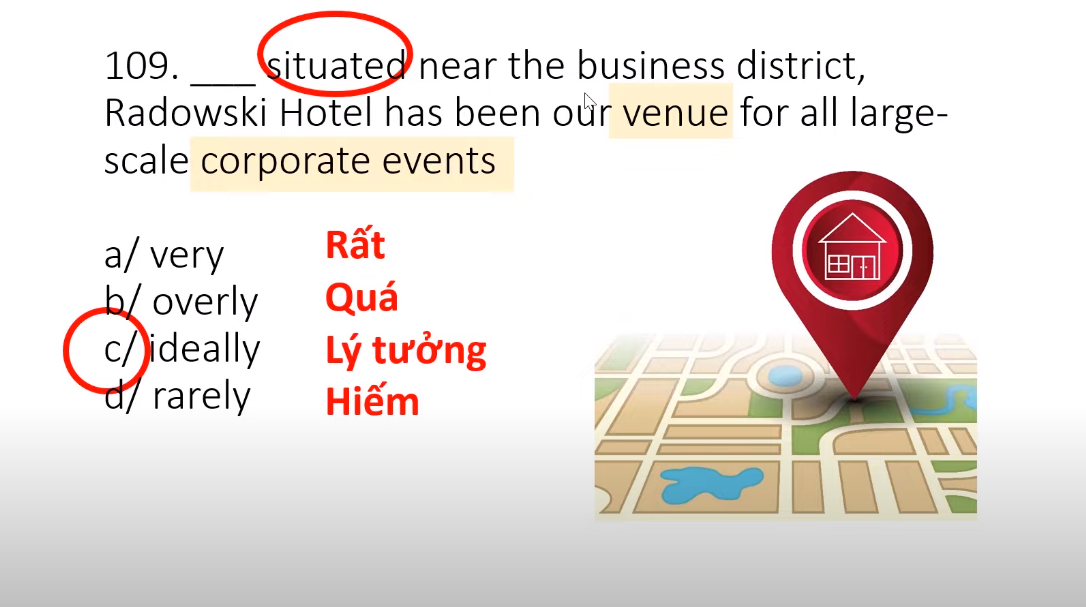 109. ___ situated near the business district,
Radowski Hotel has been our venue for all large-
scale corporate events
a/ very Rất
b/ overly Quá
c/ ideally Lý tưởng
d/ rarely Hiếm